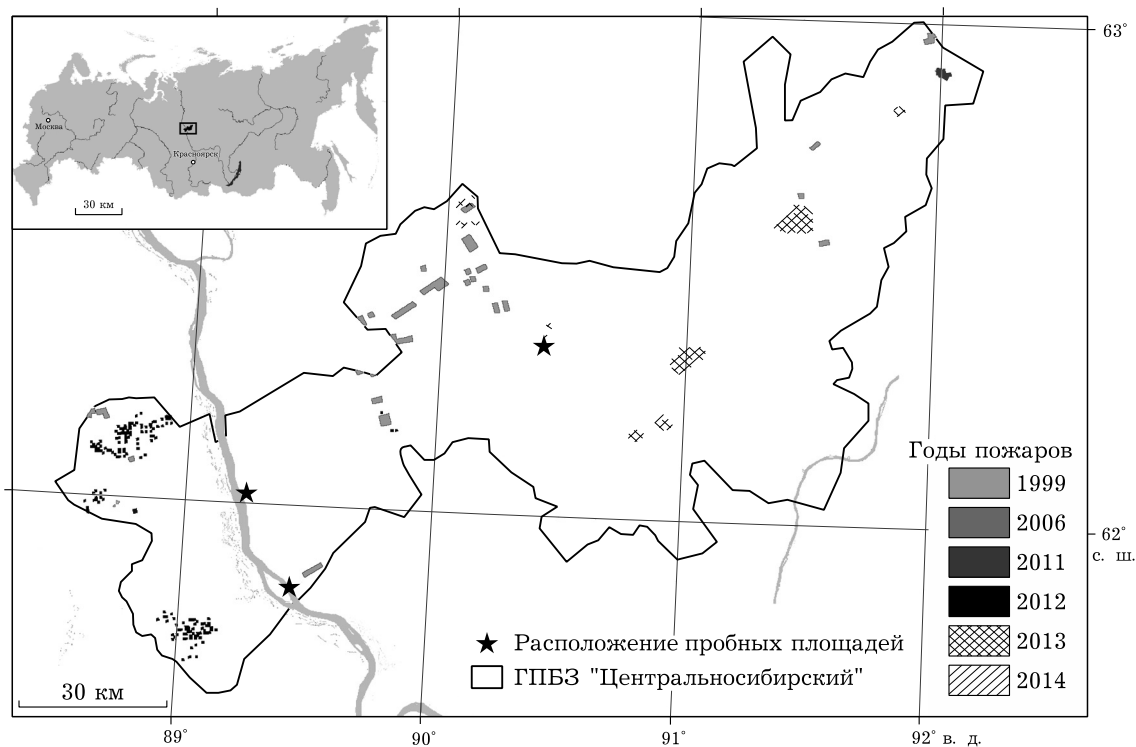 63°
Москва
Красноярск
30 км
Годы пожаров
1999
2006
2011
2012
2013
2014
62°
с. ш.
Расположение пробных площадей
ГПБЗ "Центральносибирский"
30 км
89°
90°
91°
92° в. д.